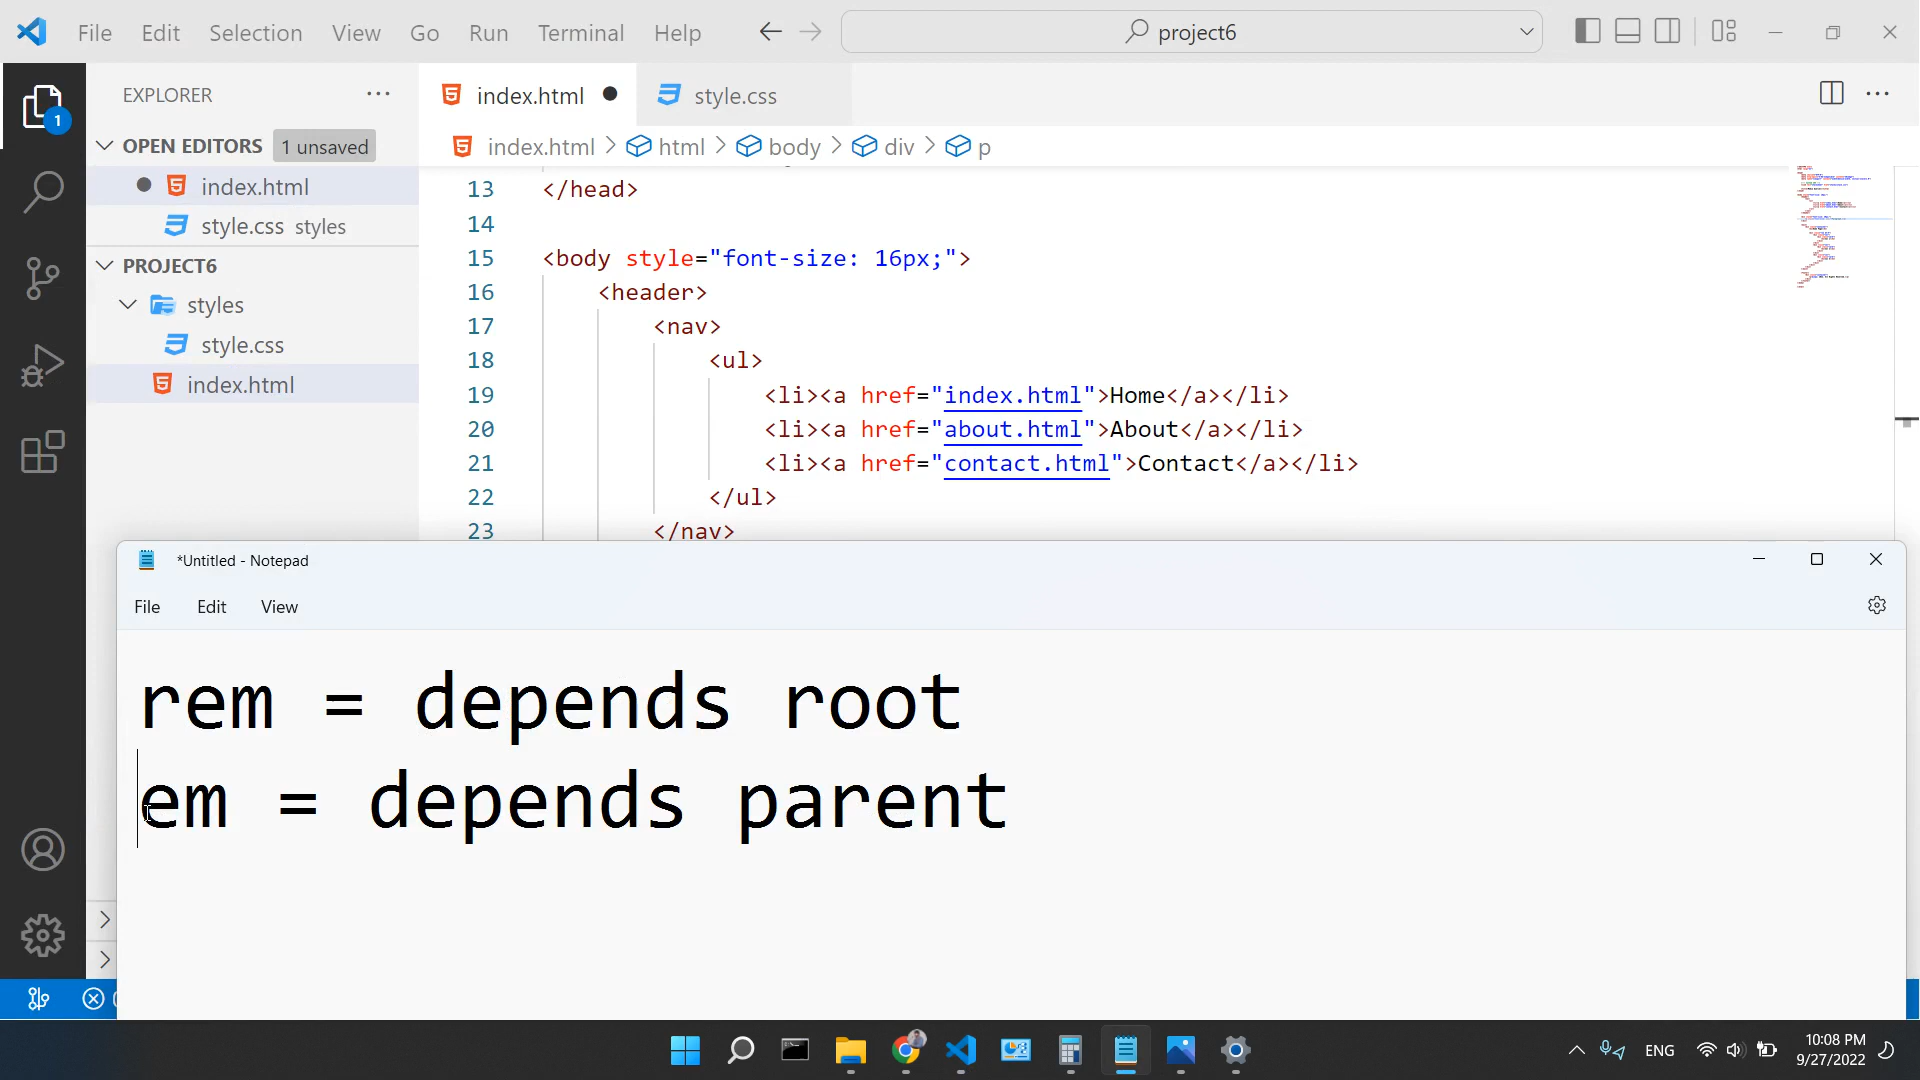 File Edit Selection View Go Run Terminal Help
project6
EXPLORER
index.html
style.css
1
OPEN EDITORS 1 unsaved
index.html > html > body > div > p
index.html
style.css styles
PROJECT6
styles
style.css
index.html
13 </head>
14
15 <body style="font-size: 16px;">
16 <header>
17 <nav>
18 <ul>
19 <li><a href="index.html">Home</a></li>
20 <li><a href="about.html">About</a></li>
21 <li><a href="contact.html">Contact</a></li>
22 </ul>
23 </nav>
*Untitled - Notepad
File Edit View
rem = depends root
em = depends parent
ENG
10:08 PM
9/27/2022